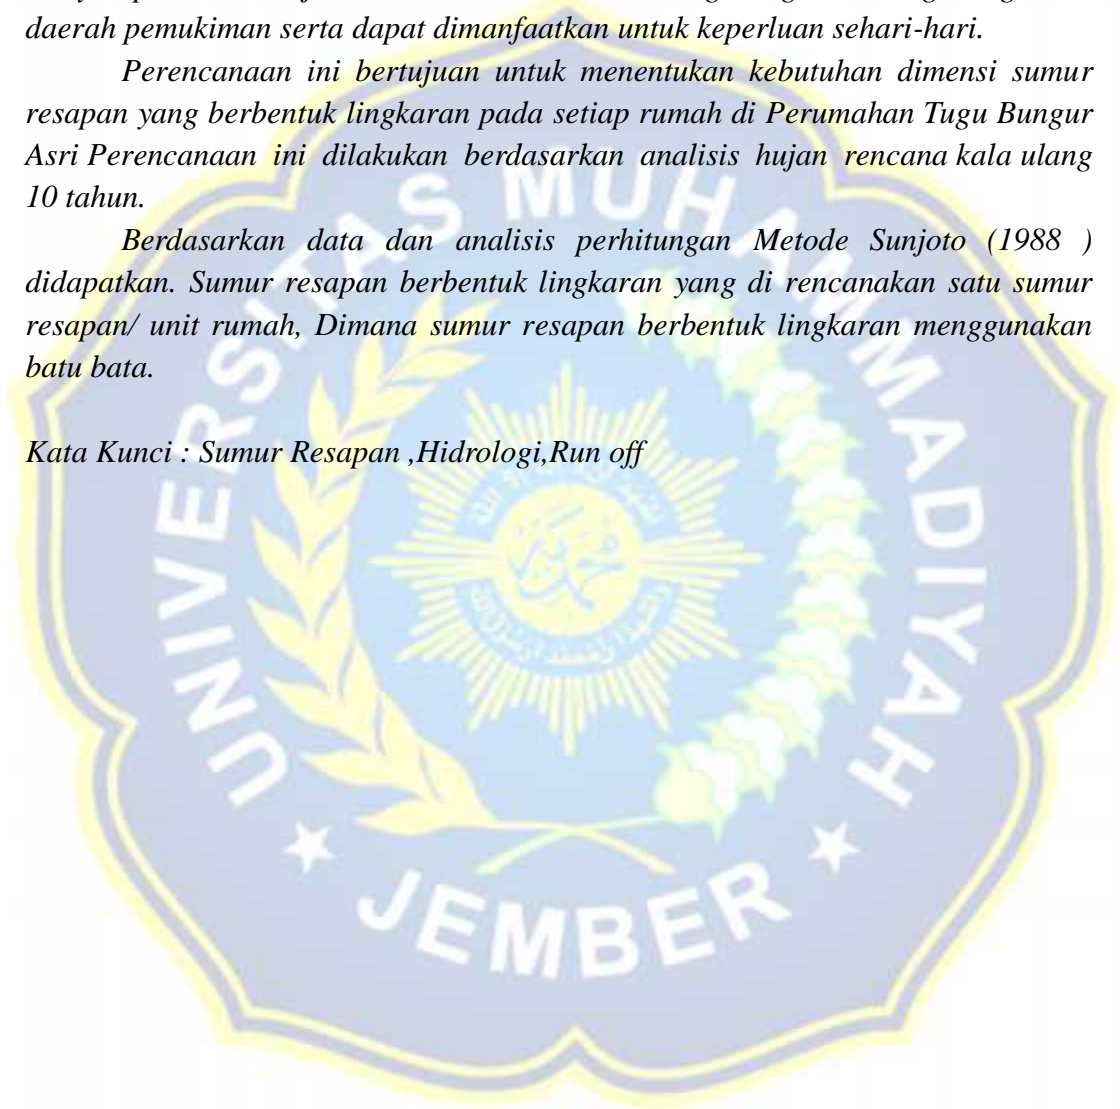 daerah pemukiman serta dapat dimanfaatkan untuk keperluan sehari-hari.
Perencanaan ini bertujuan untuk menentukan kebutuhan dimensi sumur
resapan yang berbentuk lingkaran pada setiap rumah di Perumahan Tugu Bungur
Asri Perencanaan ini dilakukan berdasarkan analisis hujan rencana kala ulang
10 tahun.
Berdasarkan data dan analisis perhitungan Metode Sunjoto (1988 )
didapatkan. Sumur resapan berbentuk lingkaran yang di rencanakan satu sumur
resapan/ unit rumah, Dimana sumur resapan berbentuk lingkaran menggunakan
batu bata.
Kata Kunci : Sumur Resapan ,Hidrologi,Run off
UNIVERSITAS MUHAMMADIYAH
JEMBER